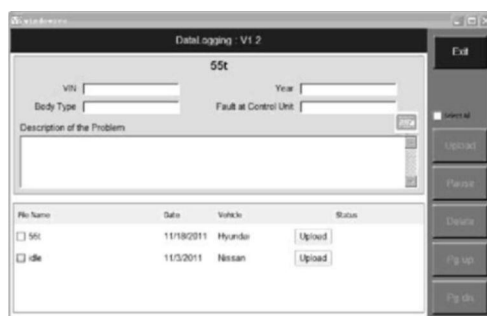 DataLogging : V1.2
Exit
55t
VIN
Year
Body Type
Fault at Control Unit
Description of the Problem
Upload
Pause
Delete
Pg up
Pg dn
File Name Date Vehicle Status
55t 11/18/2011 Hyundai Upload
idle 11/3/2011 Nissan Upload